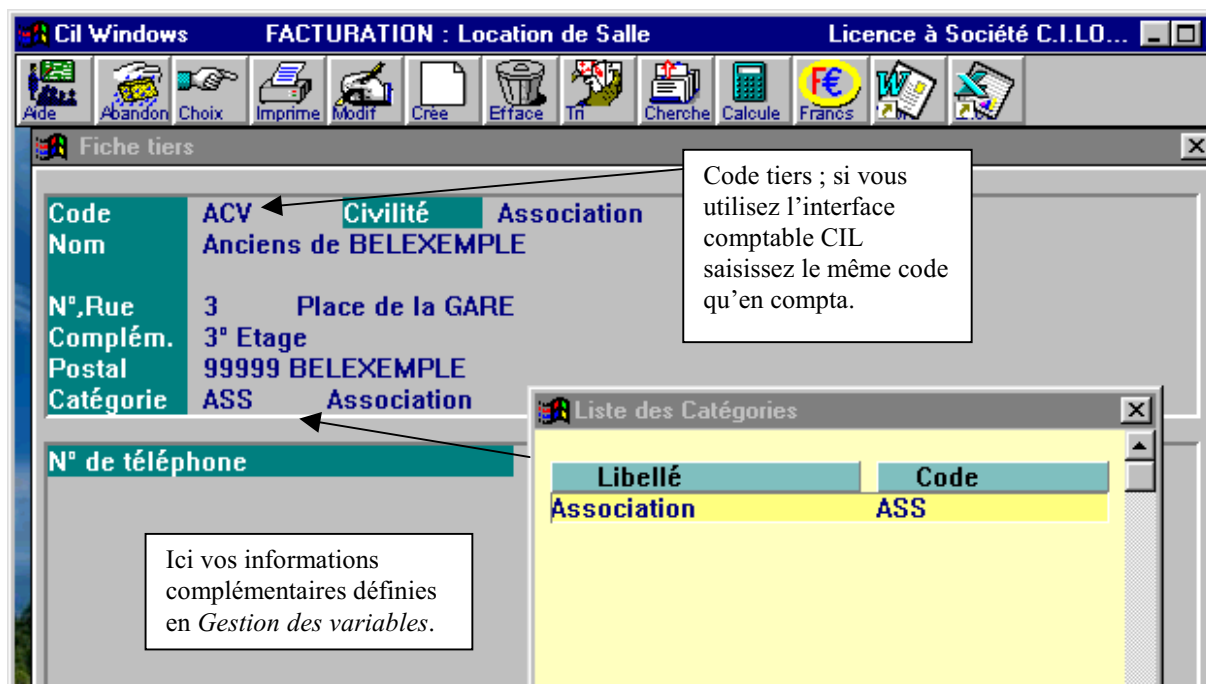 Cil Windows FACTURATION : Location de Salle Licence à Société C.I.LO...
Aide Abandon Choix Imprime Modif Crée Efface Tri Cherche Calcule Francs
Fiche tiers
Code ACV Civilité Association
Nom Anciens de BELEXEMPLE
N°,Rue 3 Place de la GARE
Complém. 3° Etage
Postal 99999 BELEXEMPLE
Catégorie ASS Association
N° de téléphone
Code tiers ; si vous
utilisez l’interface
comptable CIL
saisissez le même code
qu’en compta.
Liste des Catégories
Libellé Code
Association ASS
Ici vos informations
complémentaires définies
en Gestion des variables.